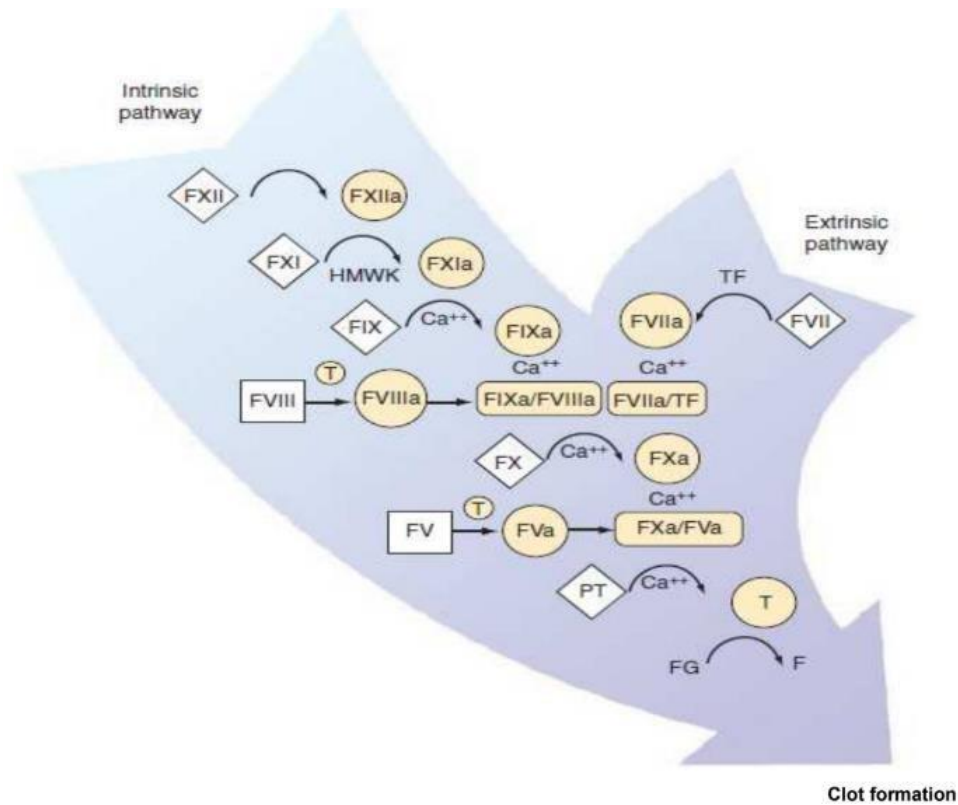 Intrinsic
pathway
FXII
FXIIa
Extrinsic
pathway
FXI
HMWK
FXIa
TF
FIX
Ca++
FIXa
FVIIa
FVII
Ca++
Ca++
FVIII
T
FVIIIa
FIXa/FVIIIa
FVIIa/TF
FX
Ca++
FXa
Ca++
FV
T
FVa
FXa/FVa
PT
Ca++
T
FG
F
Clot formation